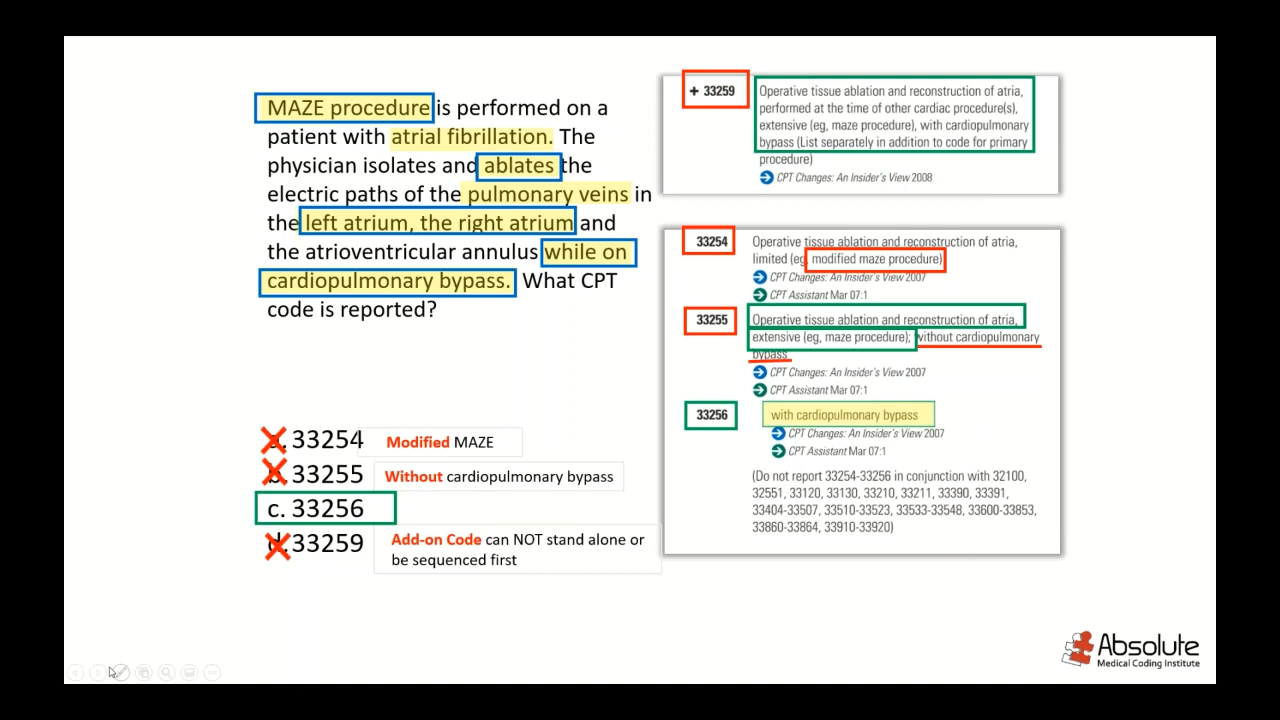 MAZE procedure is performed on a
patient with atrial fibrillation. The
physician isolates and ablates the
electric paths of the pulmonary veins in
the left atrium, the right atrium and
the atrioventricular annulus while on
cardiopulmonary bypass. What CPT
code is reported?
a. 33254 Modified MAZE
b. 33255 Without cardiopulmonary bypass
c. 33256
d. 33259 Add-on Code can NOT stand alone or
be sequenced first
+ 33259 Operative tissue ablation and reconstruction of atria,
performed at the time of other cardiac procedure(s),
extensive (eg, maze procedure), with cardiopulmonary
bypass (List separately in addition to code for primary
procedure)
CPT Changes: An Insider's View 2008
33254 Operative tissue ablation and reconstruction of atria,
limited (eg, modified maze procedure)
CPT Changes: An Insider's View 2007
CPT Assistant Mar 07:1
33255 Operative tissue ablation and reconstruction of atria,
extensive (eg, maze procedure); without cardiopulmonary
bypass
CPT Changes: An Insider's View 2007
CPT Assistant Mar 07:1
33256 with cardiopulmonary bypass
CPT Changes: An Insider's View 2007
CPT Assistant Mar 07:1
(Do not report 33254-33256 in conjunction with 32100,
32551, 33120, 33130, 33210, 33211, 33390, 33391,
33404-33507, 33510-33523, 33533-33548, 33600-33853,
33860-33864, 33910-33920)
Absolute
Medical Coding Institute